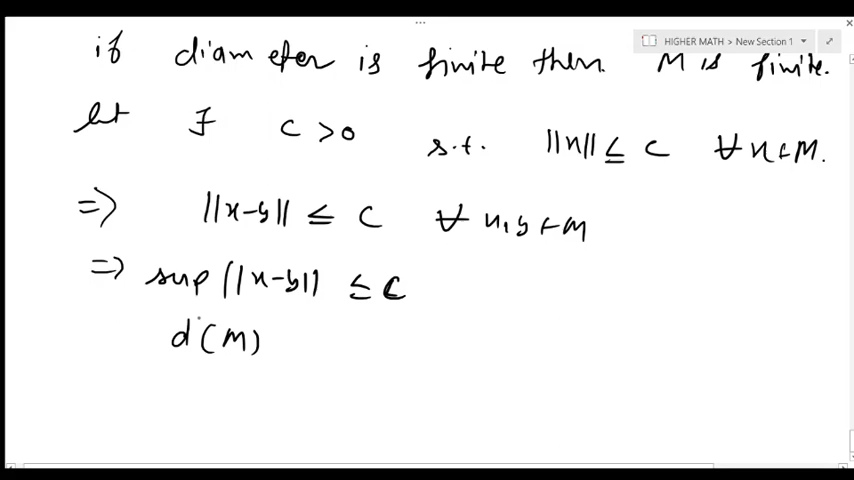 HIGHER MATH > New Section 1
if diameter is finite then M is finite.
let ∃ c > 0 s.t. ||x|| ≤ c ∀ x ∈ M.
⇒ ||x-y|| ≤ c ∀ x, y ∈ M
⇒ sup ||x-y|| ≤ c
d(M)